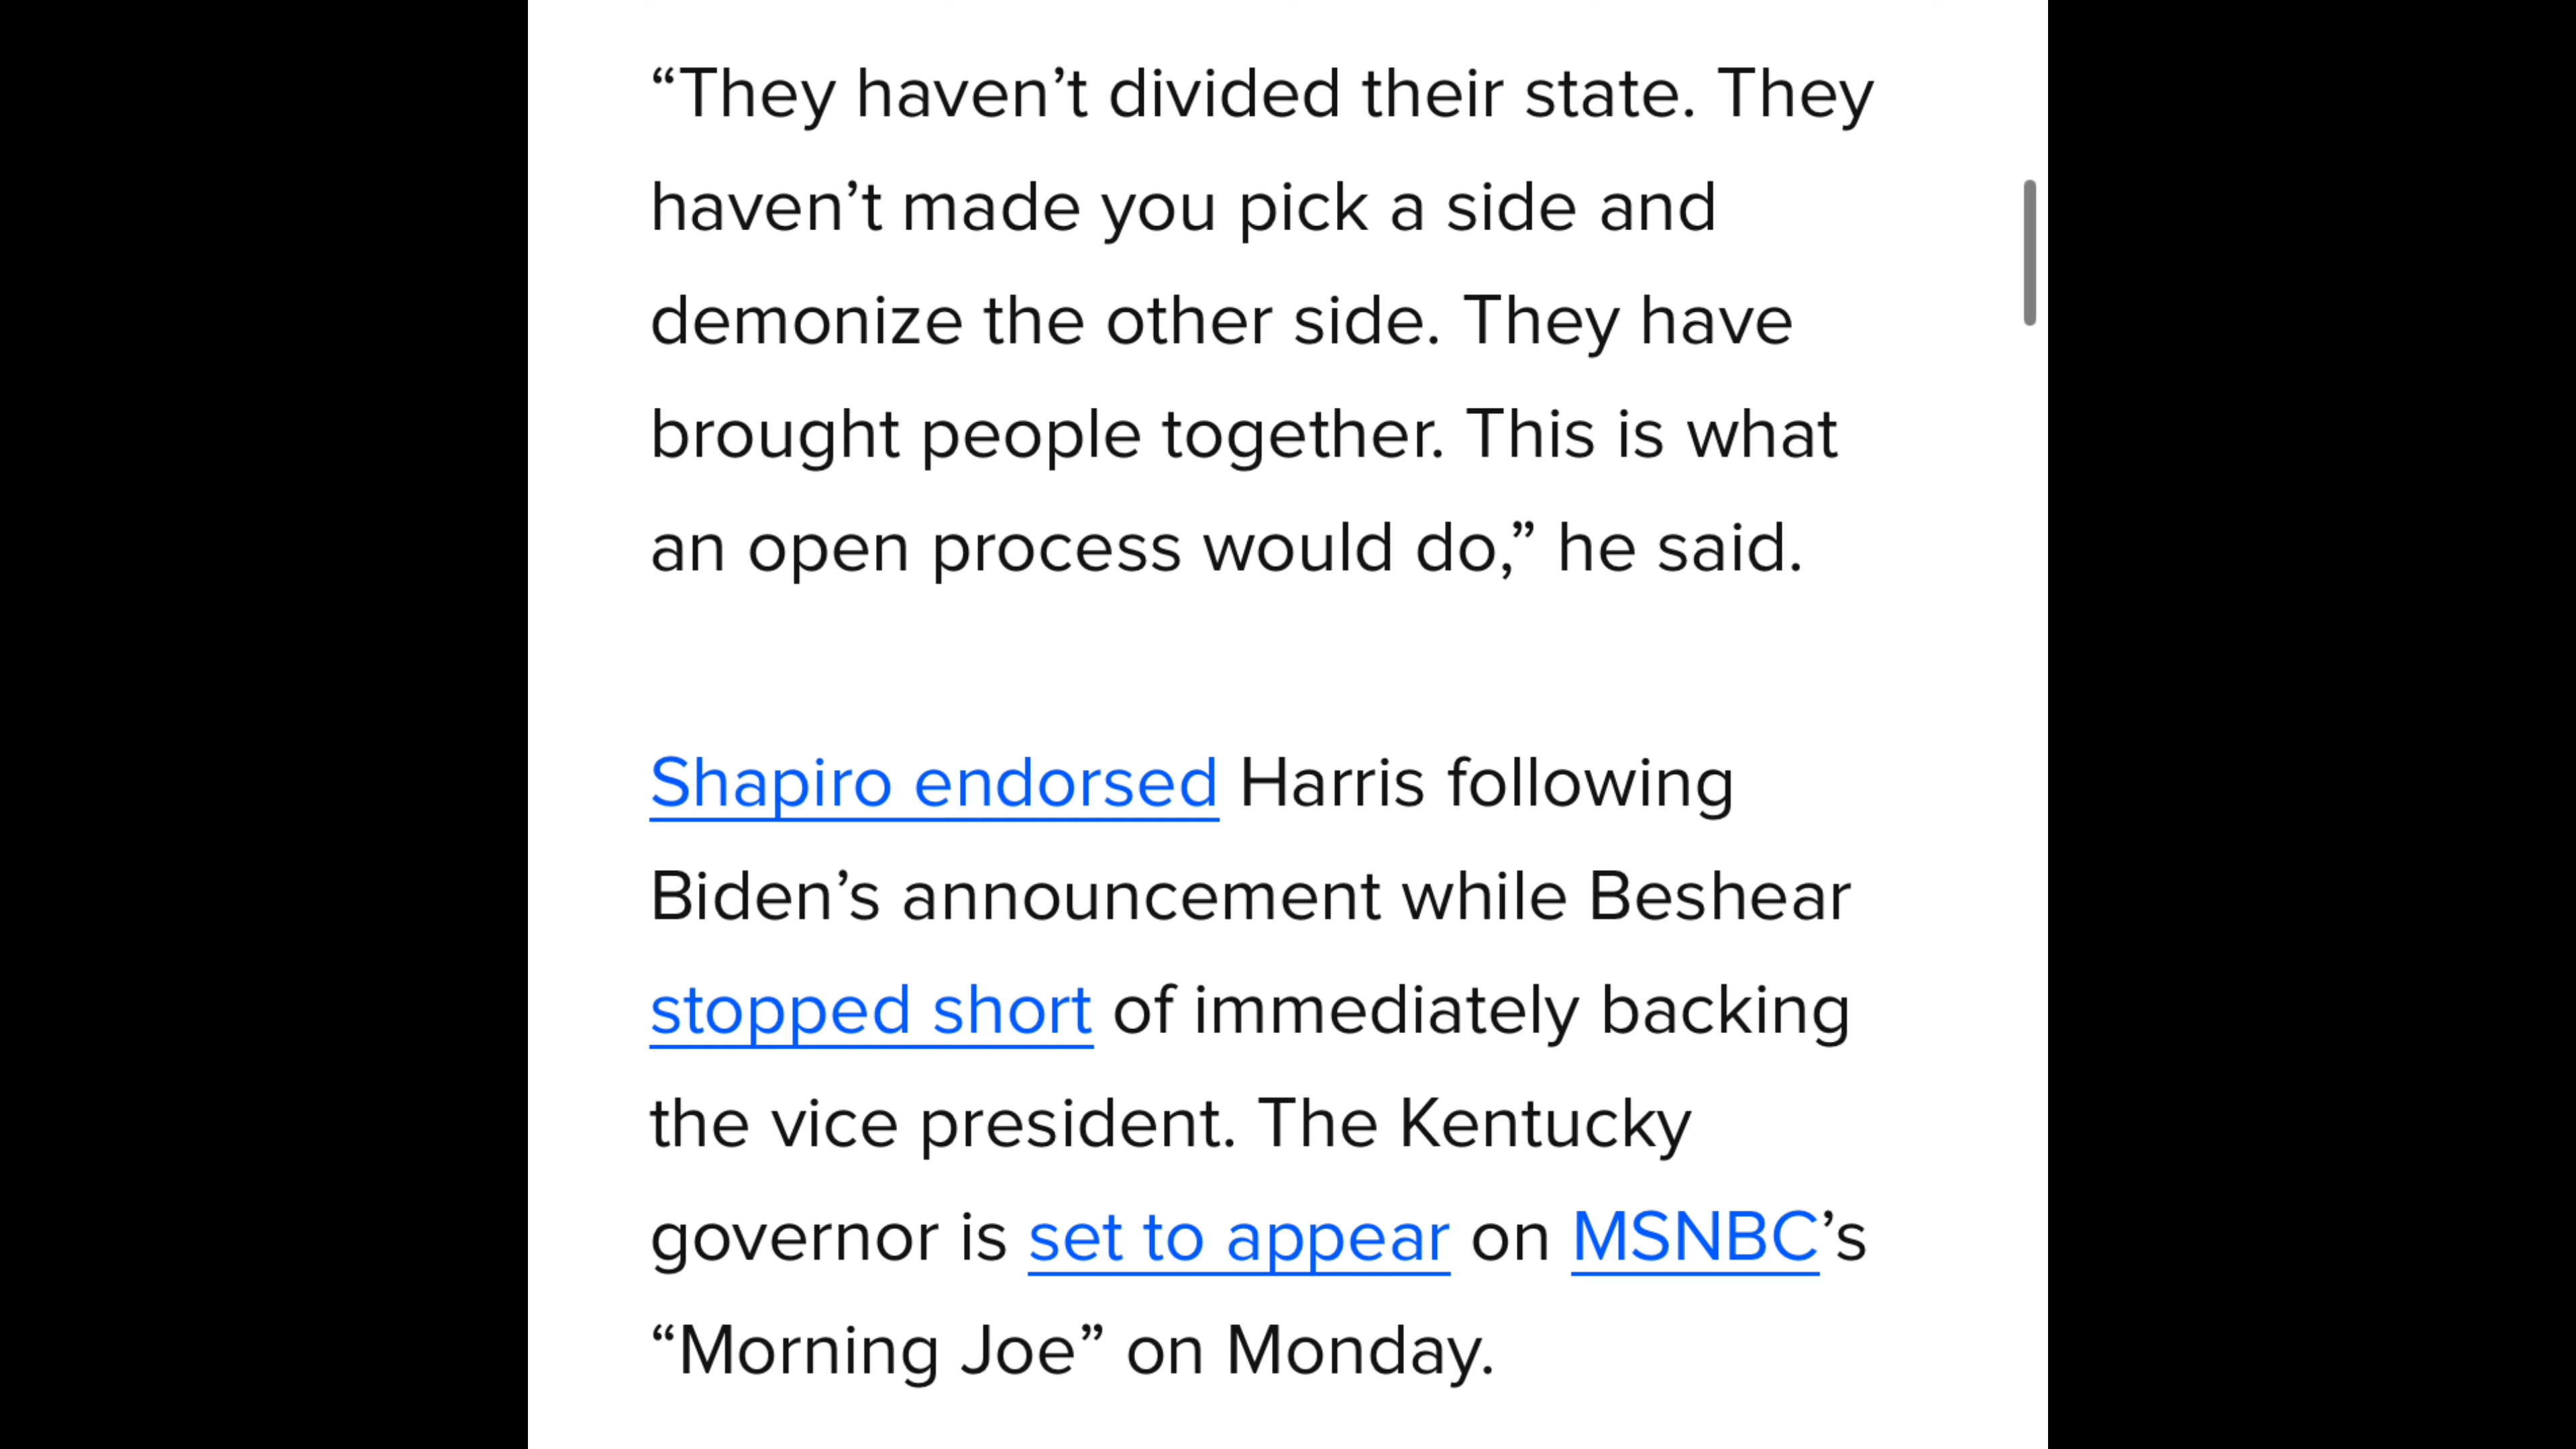 “They haven’t divided their state. They
haven’t made you pick a side and
demonize the other side. They have
brought people together. This is what
an open process would do,” he said.
Shapiro endorsed Harris following
Biden’s announcement while Beshear
stopped short of immediately backing
the vice president. The Kentucky
governor is set to appear on MSNBC’s
“Morning Joe” on Monday.